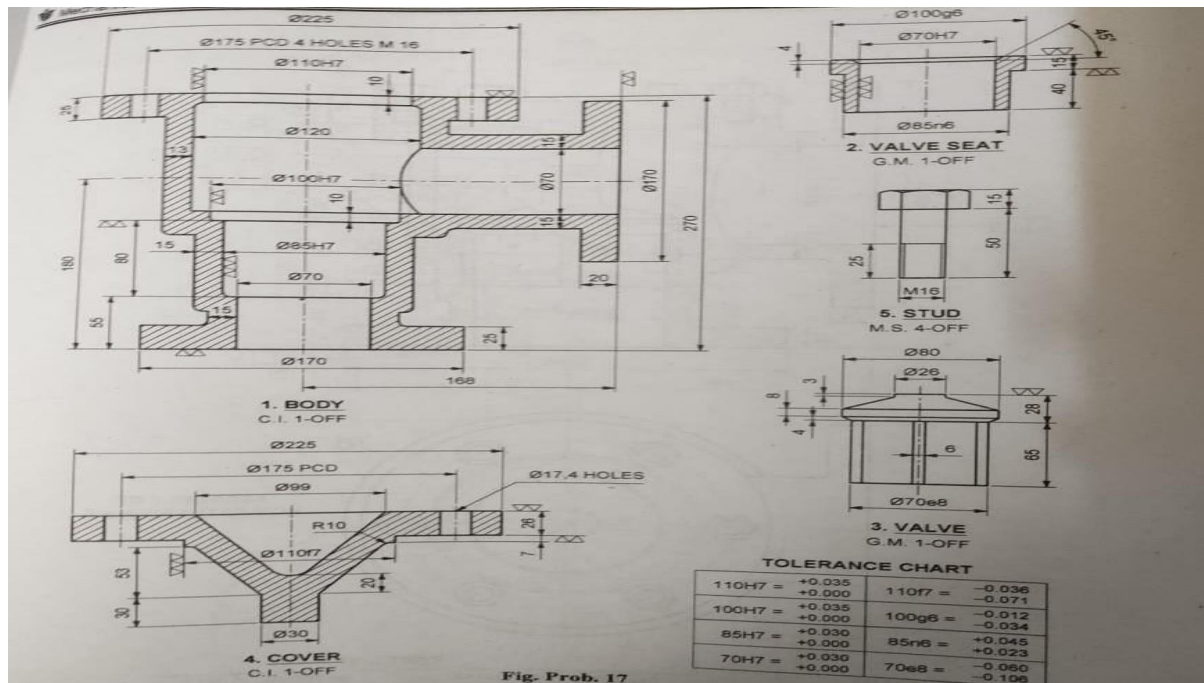 Ø225
Ø175 PCD 4 HOLES M 16
Ø110H7
10
25
Ø120
13
15
Ø100H7
10
Ø70
Ø170
270
15
180
80
15
Ø85H7
Ø70
20
55
15
25
Ø170
168
1. BODY
C.I. 1-OFF
Ø100g6
Ø70H7
45°
4
15
40
Ø85n6
2. VALVE SEAT
G.M. 1-OFF
15
50
25
M16
5. STUD
M.S. 4-OFF
Ø80
Ø26
3
8
28
4
6
65
Ø70e8
3. VALVE
G.M. 1-OFF
Ø225
Ø175 PCD
Ø17,4 HOLES
Ø99
R10
Ø110f7
7
53
20
30
Ø30
4. COVER
C.I. 1-OFF
TOLERANCE CHART
110H7 = +0.035 +0.000 110f7 = -0.036 -0.071
100H7 = +0.035 +0.000 100g6 = -0.012 -0.034
85H7 = +0.030 +0.000 85n6 = +0.045 +0.023
70H7 = +0.030 +0.000 70e8 = -0.060 -0.106
Fig. Prob. 17